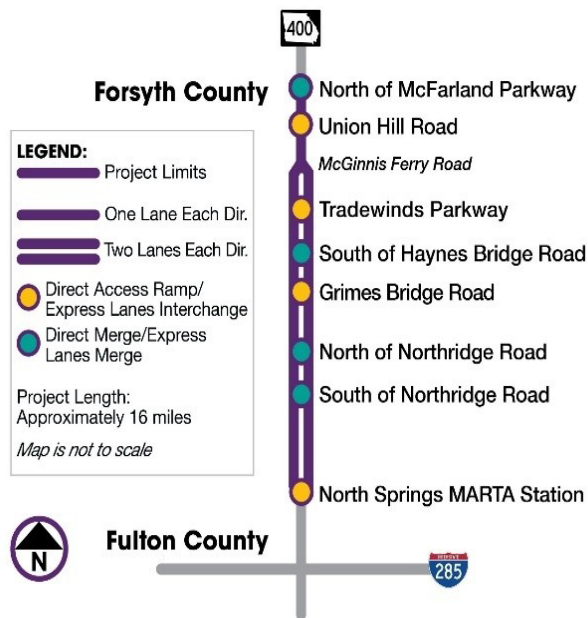 400
Forsyth County
North of McFarland Parkway
Union Hill Road
McGinnis Ferry Road
Tradewinds Parkway
South of Haynes Bridge Road
Grimes Bridge Road
North of Northridge Road
South of Northridge Road
North Springs MARTA Station
LEGEND:
Project Limits
One Lane Each Dir.
Two Lanes Each Dir.
Direct Access Ramp/
Express Lanes Interchange
Direct Merge/Express
Lanes Merge
Project Length:
Approximately 16 miles
Map is not to scale
N
Fulton County
INTERSTATE
285